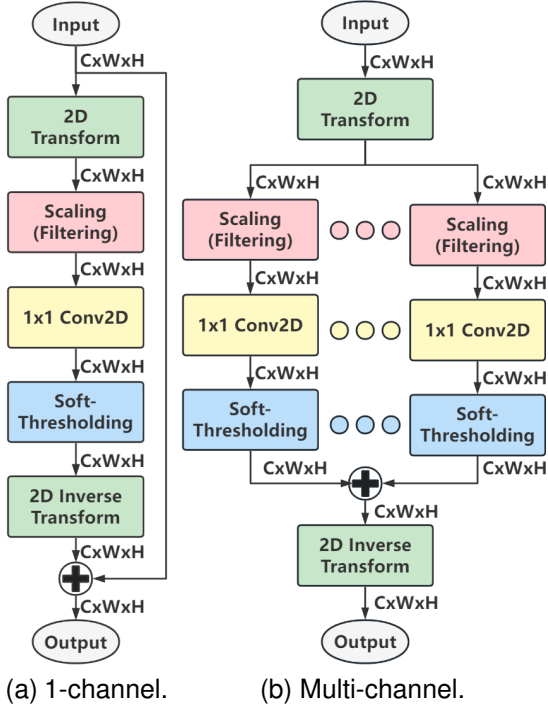 Input
CxWxH
2D
Transform
CxWxH
Scaling
(Filtering)
CxWxH
1x1 Conv2D
CxWxH
Soft-
Thresholding
CxWxH
2D Inverse
Transform
CxWxH
CxWxH
Output
(a) 1-channel.
Input
CxWxH
2D
Transform
CxWxH
CxWxH
Scaling
(Filtering)
Scaling
(Filtering)
CxWxH
CxWxH
1x1 Conv2D
1x1 Conv2D
CxWxH
CxWxH
Soft-
Thresholding
Soft-
Thresholding
CxWxH
CxWxH
CxWxH
2D Inverse
Transform
CxWxH
Output
(b) Multi-channel.